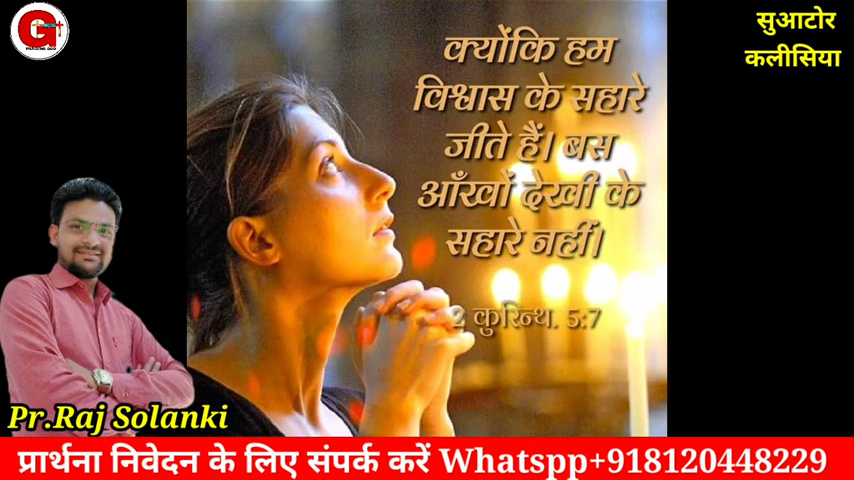 सुआटोर
कलीसिया
क्योंकि हम
विश्वास के सहारे
जीते हैं। बस
आँखों देखी के
सहारे नहीं।
2 कुरिन्थ. 5:7
Pr.Raj Solanki
प्रार्थना निवेदन के लिए संपर्क करें Whatspp+918120448229